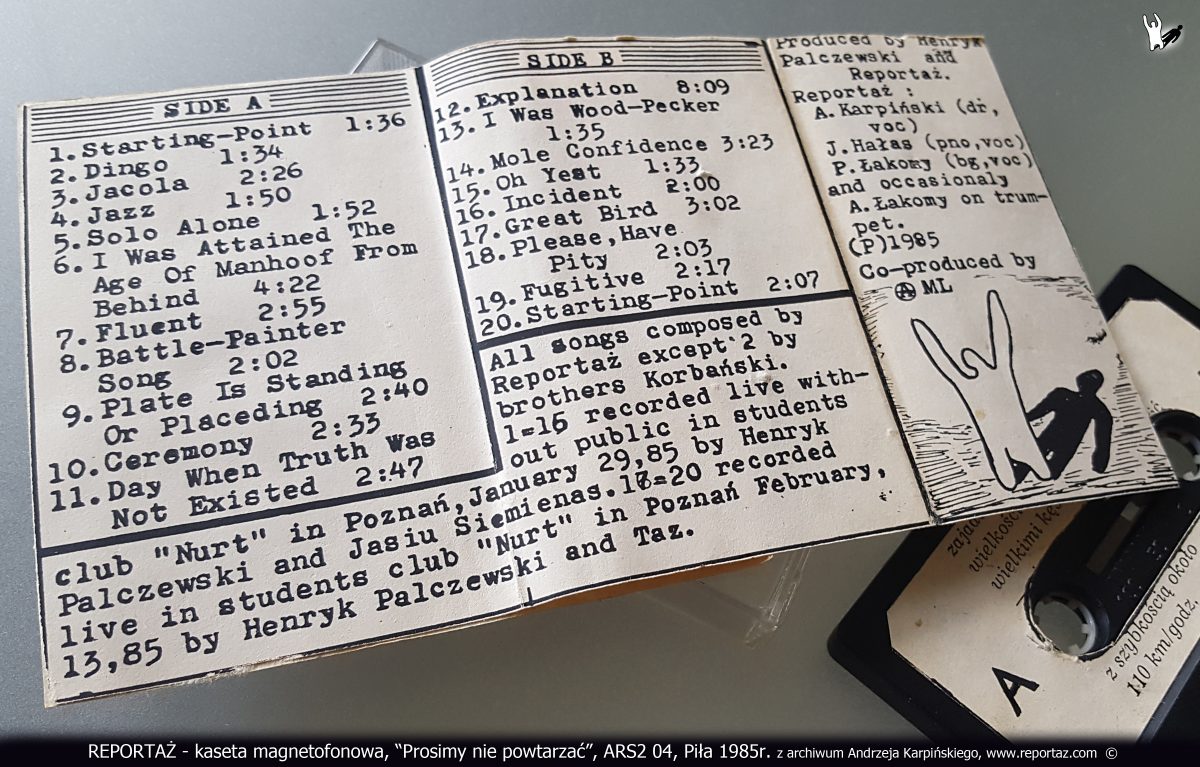 SIDE A
1. Starting-Point 1:36
2. Dingo 1:34
3. Jacola 2:26
4. Jazz 1:50
5. Solo Alone 1:52
6. I Was Attained The
Age Of Manhoof From
Behind 4:22
7. Fluent 2:55
8. Battle-Painter
Song 2:02
9. Plate Is Standing
Or Placeding 2:40
10. Ceremony 2:33
11. Day When Truth Was
Not Existed 2:47
SIDE B
12. Explanation 8:09
13. I Was Wood-Pecker
1:35
14. Mole Confidence 3:23
15. Oh Yest 1:33
16. Incident 2:00
17. Great Bird 3:02
18. Please, Have
Pity 2:03
19. Fugitive 2:17
20. Starting-Point 2:07
All songs composed by
Reportaż except 2 by
brothers Korbański.
1=16 recorded live with-
out public in students
club "Nurt" in Poznań, January 29,85 by Henryk
Palczewski and Jasiu Siemienas. 17=20 recorded
live in students club "Nurt" in Poznań February,
13,85 by Henryk Palczewski and Taz.
Produced by Henryk
Palczewski and
Reportaż.
Reportaż :
A. Karpiński (dr,
voc)
J. Hałas (pno,voc)
P. Łakomy (bg,voc)
and occasionaly
A. Łakomy on trum-
pet.
(P)1985
Co-produced by
Ⓐ ML
wielkością
wielkimi
z szybkością około
110 km/godz
A
REPORTAŻ - kaseta magnetofonowa, “Prosimy nie powtarzać”, ARS2 04, Piła 1985r. z archiwum Andrzeja Karpińskiego, www.reportaz.com ©